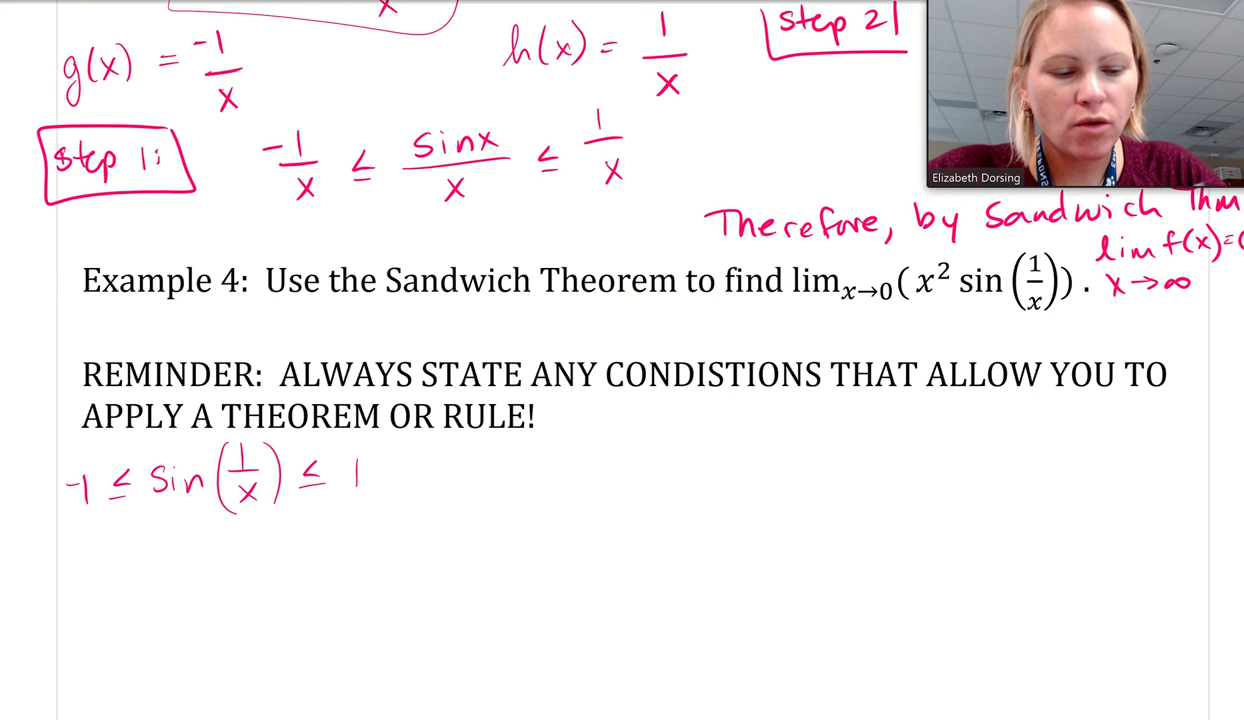 g(x) = -1/x h(x) = 1/x step 2
step 1: -1/x ≤ sinx/x ≤ 1/x
Elizabeth Dorsing
Therefore, by Sandwich Thm
lim f(x)=
x→∞
Example 4: Use the Sandwich Theorem to find lim x→0 ( x² sin (1/x)) .
REMINDER: ALWAYS STATE ANY CONDISTIONS THAT ALLOW YOU TO
APPLY A THEOREM OR RULE!
-1 ≤ sin(1/x) ≤ 1